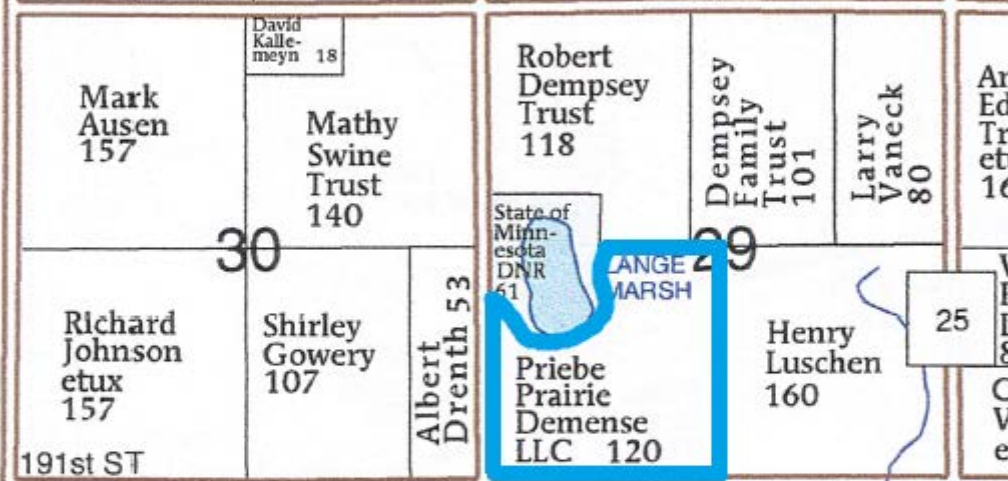 David
Kalle-
meyn 18
Mark
Ausen
157
Mathy
Swine
Trust
140
30
Richard
Johnson
etux
157
Shirley
Gowery
107
Albert
Drenth 53
191st ST
Robert
Dempsey
Trust
118
Dempsey
Family
Trust
101
Larry
Vaneck
80
State of
Minn-
esota
DNR
61
29
LANGE
MARSH
Priebe
Prairie
Demense
LLC 120
Henry
Luschen
160
25